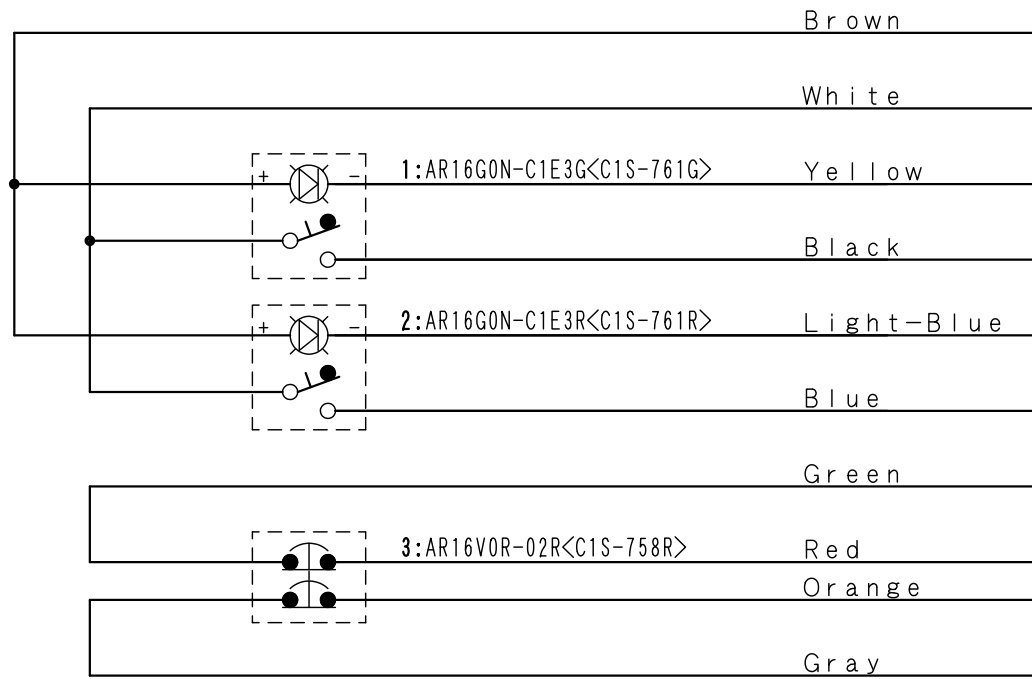 Brown
White
1:AR16G0N-C1E3G<C1S-761G>
Yellow
+ -
Black
2:AR16G0N-C1E3R<C1S-761R>
Light-Blue
+ -
Blue
Green
3:AR16V0R-02R<C1S-758R>
Red
Orange
Gray